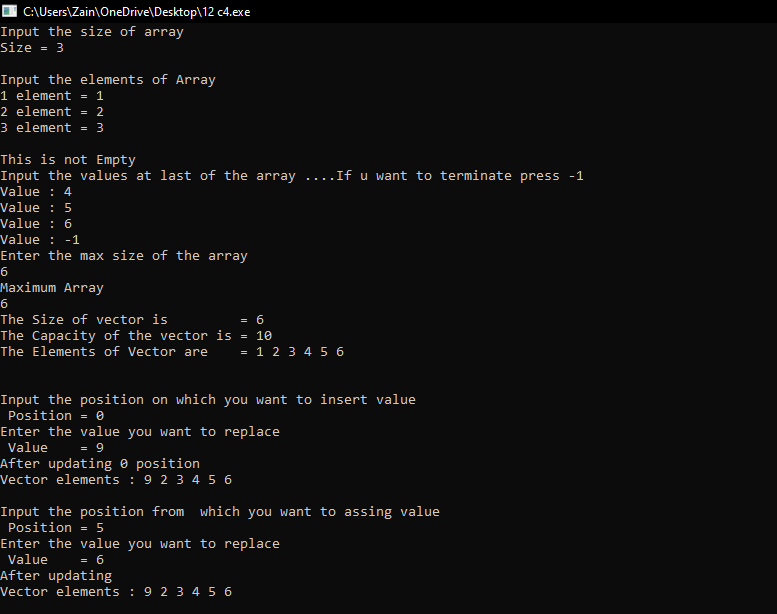 C:\Users\Zain\OneDrive\Desktop\12 c4.exe
Input the size of array
Size = 3
Input the elements of Array
1 element = 1
2 element = 2
3 element = 3
This is not Empty
Input the values at last of the array ....If u want to terminate press -1
Value : 4
Value : 5
Value : 6
Value : -1
Enter the max size of the array
6
Maximum Array
6
The Size of vector is         = 6
The Capacity of the vector is = 10
The Elements of Vector are    = 1 2 3 4 5 6
Input the position on which you want to insert value
 Position = 0
Enter the value you want to replace
 Value    = 9
After updating 0 position
Vector elements : 9 2 3 4 5 6
Input the position from  which you want to assing value
 Position = 5
Enter the value you want to replace
 Value    = 6
After updating
Vector elements : 9 2 3 4 5 6